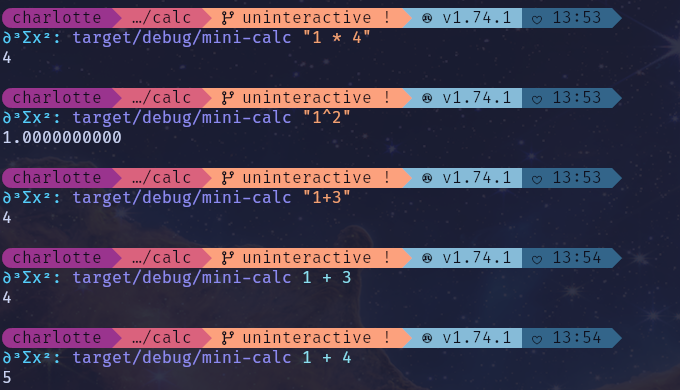 charlotte …/calc uninteractive ! v1.74.1 ♡ 13:53
∂³Σx²: target/debug/mini-calc "1 * 4"
4
charlotte …/calc uninteractive ! v1.74.1 ♡ 13:53
∂³Σx²: target/debug/mini-calc "1^2"
1.0000000000
charlotte …/calc uninteractive ! v1.74.1 ♡ 13:53
∂³Σx²: target/debug/mini-calc "1+3"
4
charlotte …/calc uninteractive ! v1.74.1 ♡ 13:54
∂³Σx²: target/debug/mini-calc 1 + 3
4
charlotte …/calc uninteractive ! v1.74.1 ♡ 13:54
∂³Σx²: target/debug/mini-calc 1 + 4
5